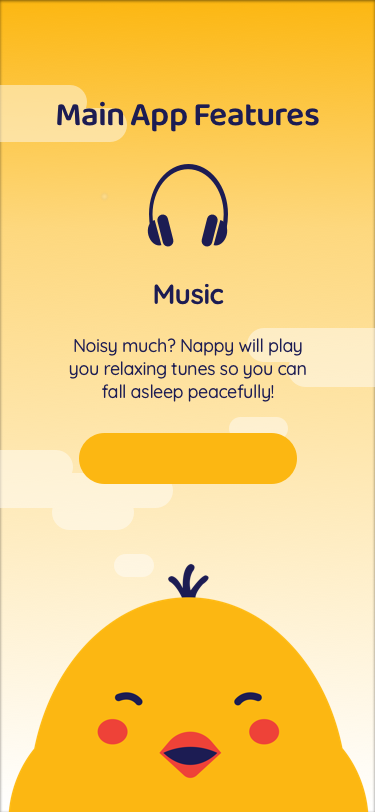 Main App Features
Music
Noisy much? Nappy will play
you relaxing tunes so you can
fall asleep peacefully!